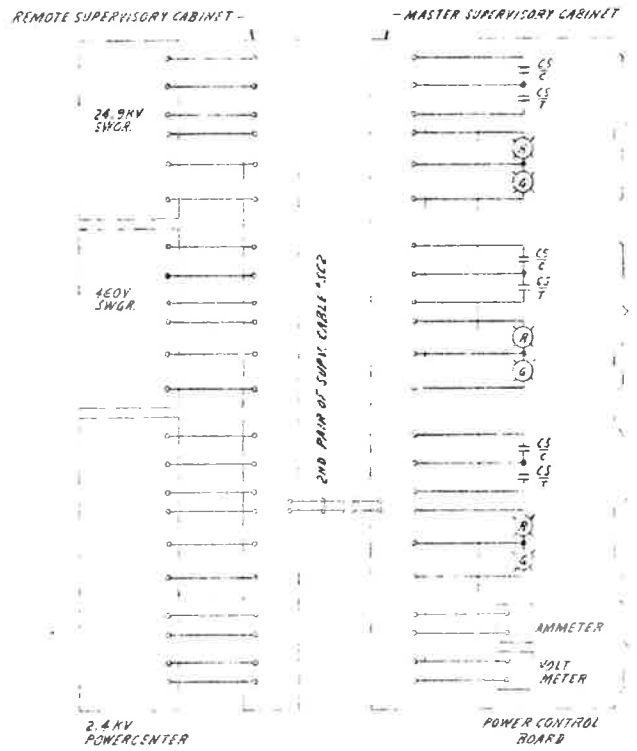 REMOTE SUPERVISORY CABINET -
- MASTER SUPERVISORY CABINET
24.9KV
SWGR.
460V
SWGR.
2.4KV
POWERCENTER
2ND PAIR OF SUPV. CABLE
CS
C
CS
T
R
G
CS
C
CS
T
R
G
CS
C
CS
T
R
G
AMMETER
VOLT
METER
POWER CONTROL
BOARD